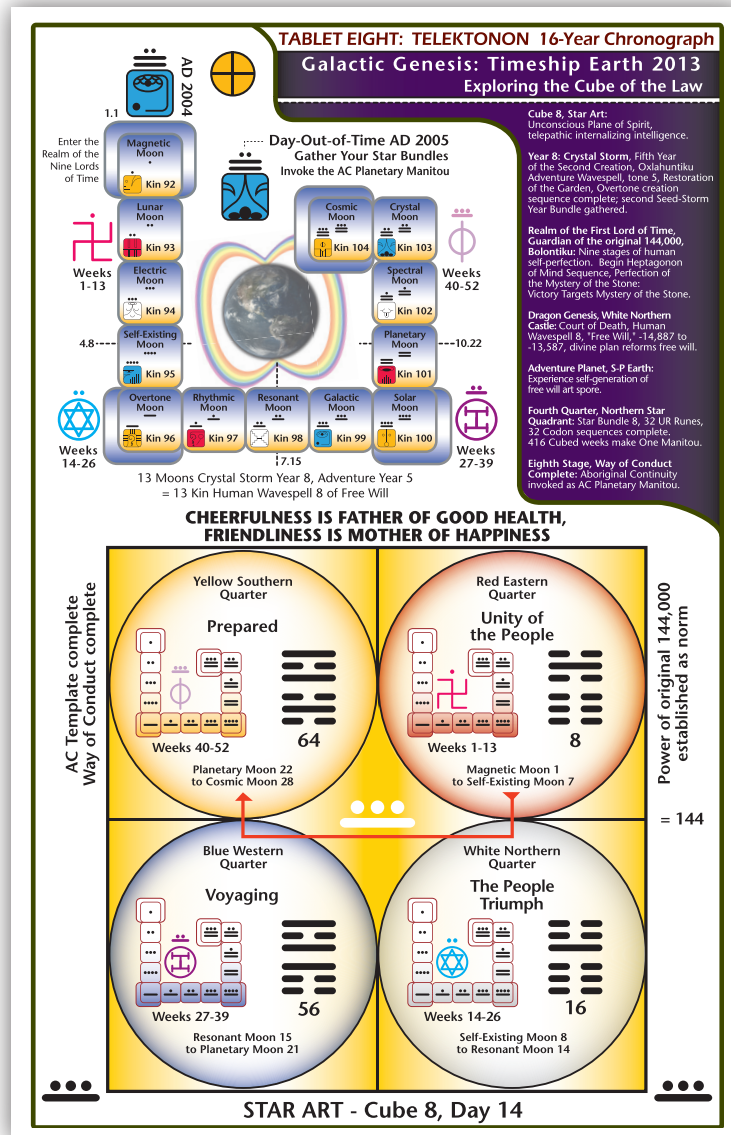 TABLET EIGHT: TELEKTONON 16-Year Chronograph
Galactic Genesis: Timeship Earth 2013
Exploring the Cube of the Law
AD 2004
1.1
Enter the
Realm of the
Nine Lords
of Time
Magnetic
Moon
Kin 92
Lunar
Moon
Kin 93
Electric
Moon
Kin 94
Self-Existing
Moon
Kin 95
Overtone
Moon
Kin 96
Rhythmic
Moon
Kin 97
Resonant
Moon
Kin 98
Galactic
Moon
Kin 99
Solar
Moon
Kin 100
Planetary
Moon
Kin 101
Spectral
Moon
Kin 102
Crystal
Moon
Kin 103
Cosmic
Moon
Kin 104
Day-Out-of-Time AD 2005
Gather Your Star Bundles
Invoke the AC Planetary Manitou
Weeks
1-13
Weeks
40-52
4.8
10.22
Weeks
14-26
Weeks
27-39
7.15
13 Moons Crystal Storm Year 8, Adventure Year 5
= 13 Kin Human Wavespell 8 of Free Will
Cube 8, Star Art:
Unconscious Plane of Spirit,
telepathic internalizing intelligence.
Year 8: Crystal Storm, Fifth Year
of the Second Creation, Oxlahuntiku
Adventure Wavespell, tone 5, Restoration
of the Garden, Overtone creation
sequence complete; second Seed-Storm
Year Bundle gathered.
Realm of the First Lord of Time,
Guardian of the original 144,000,
Bolontiku: Nine stages of human
self-perfection. Begin Heptagonon
of Mind Sequence, Perfection of
the Mystery of the Stone:
Victory Targets Mystery of the Stone.
Dragon Genesis, White Northern
Castle: Court of Death, Human
Wavespell 8, "Free Will," -14,887 to
-13,587, divine plan reforms free will.
Adventure Planet, S-P Earth:
Experience self-generation of
free will art spore.
Fourth Quarter, Northern Star
Quadrant: Star Bundle 8, 32 UR Runes,
32 Codon sequences complete.
416 Cubed weeks make One Manitou.
Eighth Stage, Way of Conduct
Complete: Aboriginal Continuity
invoked as AC Planetary Manitou.
CHEERFULNESS IS FATHER OF GOOD HEALTH,
FRIENDLINESS IS MOTHER OF HAPPINESS
AC Template complete
Way of Conduct complete
Yellow Southern
Quarter
Prepared
Weeks 40-52
64
Planetary Moon 22
to Cosmic Moon 28
Red Eastern
Quarter
Unity of
the People
Weeks 1-13
8
Magnetic Moon 1
to Self-Existing Moon 7
Power of original 144,000
established as norm
= 144
Blue Western
Quarter
Voyaging
Weeks 27-39
56
Resonant Moon 15
to Planetary Moon 21
White Northern
Quarter
The People
Triumph
Weeks 14-26
16
Self-Existing Moon 8
to Resonant Moon 14
STAR ART - Cube 8, Day 14